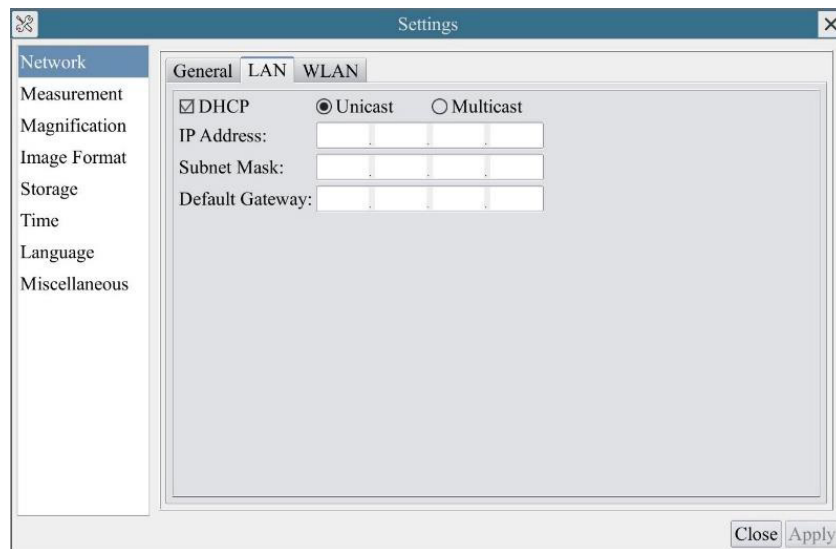 Settings
Network
Measurement
Magnification
Image Format
Storage
Time
Language
Miscellaneous
General LAN WLAN
DHCP Unicast Multicast
IP Address:
Subnet Mask:
Default Gateway:
Close Apply